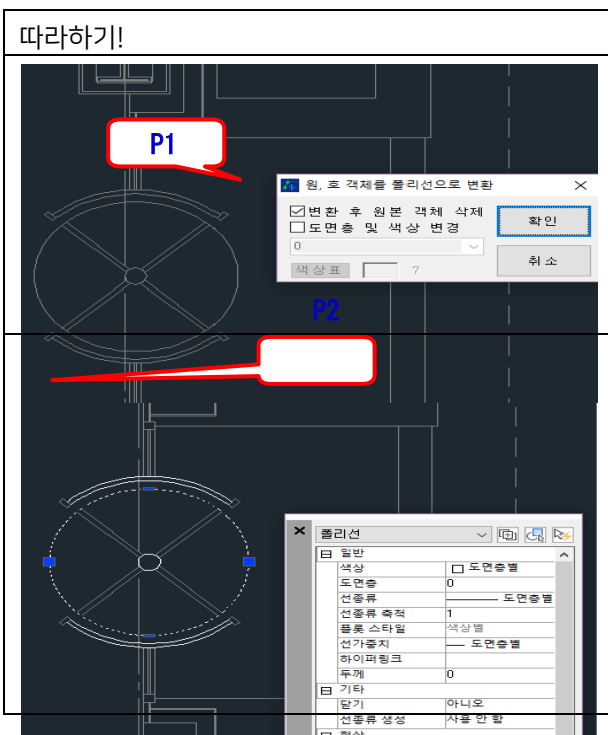 따라하기!
P1
원, 호 객체를 폴리선으로 변환
변환 후 원본 객체 삭제
확인
도면층 및 색상 변경
0
취소
색상표
7
P2
폴리선
일반
색상
도면층별
도면층
0
선종류
도면층별
선종류 축척
1
플롯 스타일
색상별
선가중치
도면층별
하이퍼링크
두께
0
기타
닫기
아니오
선종류 생성
사용 안 함
형상